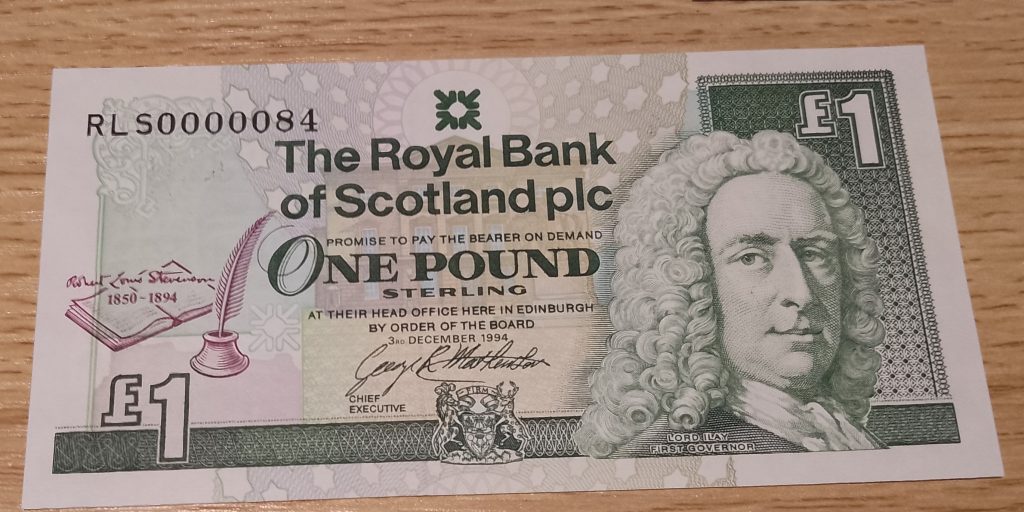 RLS0000084
£1
The Royal Bank
of Scotland plc
PROMISE TO PAY THE BEARER ON DEMAND
ONE POUND
STERLING
AT THEIR HEAD OFFICE HERE IN EDINBURGH
BY ORDER OF THE BOARD
3RD DECEMBER 1994
Robert Louis Stevenson
1850 - 1894
CHIEF
EXECUTIVE
£1
FIRM
LORD ILAY
FIRST GOVERNOR